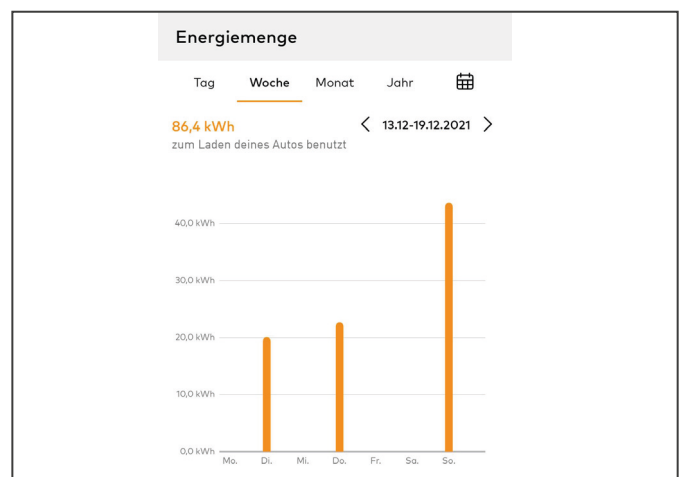 Energiemenge
Tag Woche Monat Jahr
86,4 kWh
zum Laden deines Autos benutzt
13.12-19.12.2021
40,0 kWh
30,0 kWh
20,0 kWh
10,0 kWh
0,0 kWh
Mo. Di. Mi. Do. Fr. Sa. So.